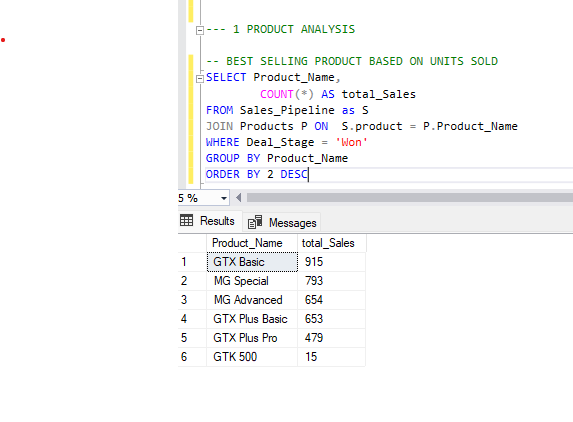 --- 1 PRODUCT ANALYSIS
-- BEST SELLING PRODUCT BASED ON UNITS SOLD
SELECT Product_Name,
COUNT(*) AS total_Sales
FROM Sales_Pipeline as S
JOIN Products P ON S.product = P.Product_Name
WHERE Deal_Stage = 'Won'
GROUP BY Product_Name
ORDER BY 2 DESC
5 %
Results Messages
Product_Name total_Sales
1 GTX Basic 915
2 MG Special 793
3 MG Advanced 654
4 GTX Plus Basic 653
5 GTX Plus Pro 479
6 GTK 500 15